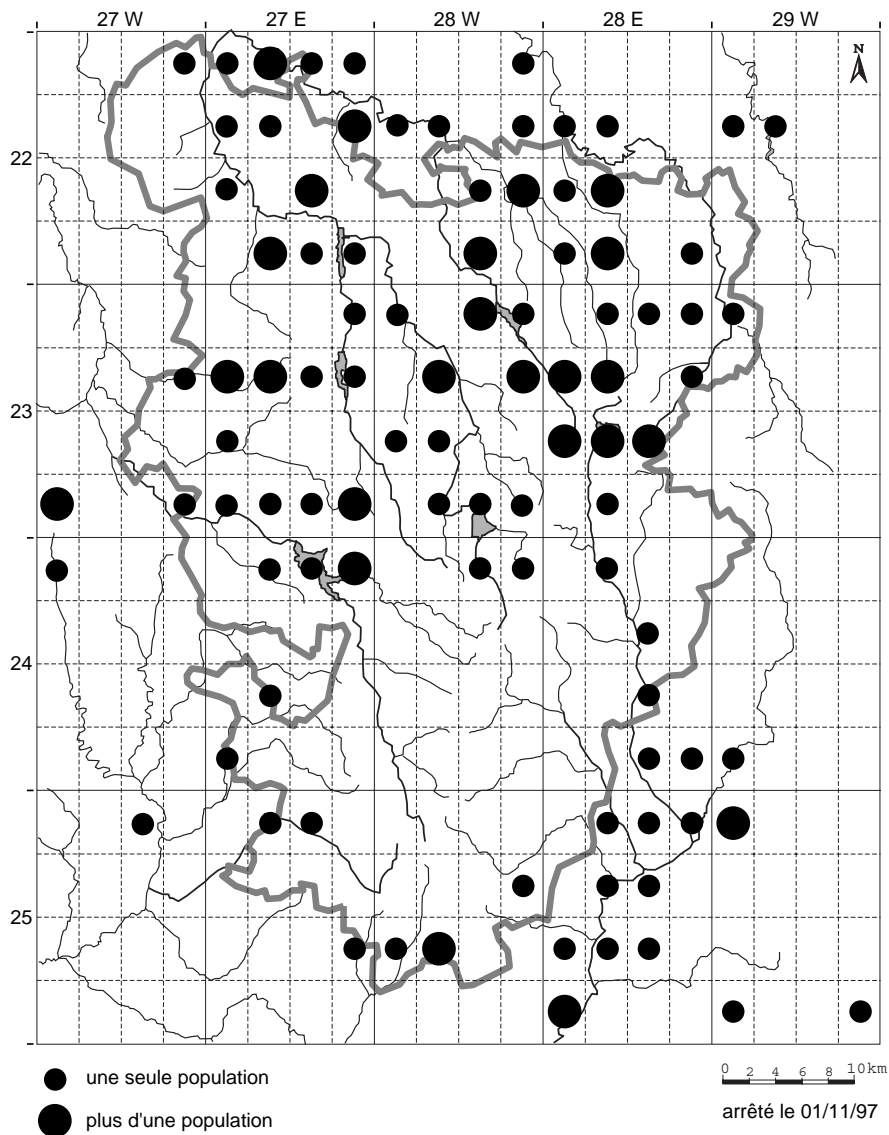 27 W 27 E 28 W 28 E 29 W
N
22
23
24
25
une seule population
plus d'une population
0 2 4 6 8 10km
arrêté le 01/11/97